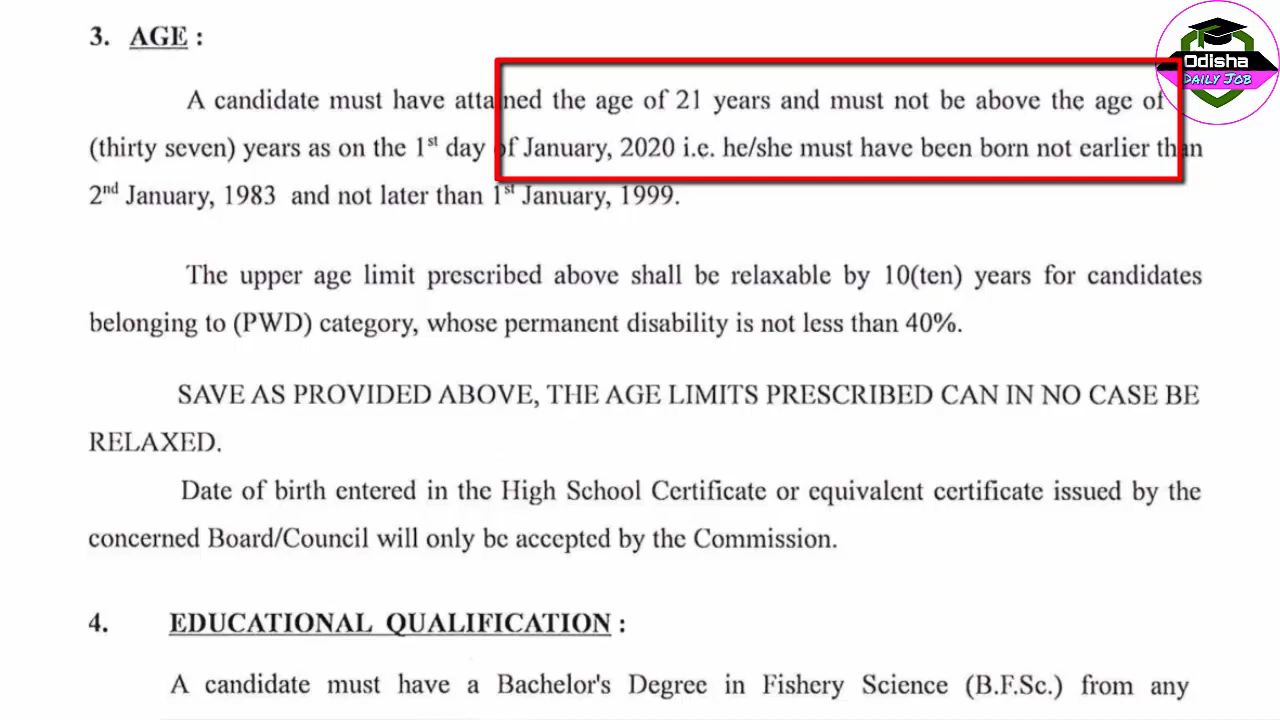 3. AGE :
A candidate must have attained the age of 21 years and must not be above the age of
(thirty seven) years as on the 1st day of January, 2020 i.e. he/she must have been born not earlier than
2nd January, 1983 and not later than 1st January, 1999.
The upper age limit prescribed above shall be relaxable by 10(ten) years for candidates
belonging to (PWD) category, whose permanent disability is not less than 40%.
SAVE AS PROVIDED ABOVE, THE AGE LIMITS PRESCRIBED CAN IN NO CASE BE
RELAXED.
Date of birth entered in the High School Certificate or equivalent certificate issued by the
concerned Board/Council will only be accepted by the Commission.
4. EDUCATIONAL QUALIFICATION :
A candidate must have a Bachelor's Degree in Fishery Science (B.F.Sc.) from any
Odisha
DAILY JOB